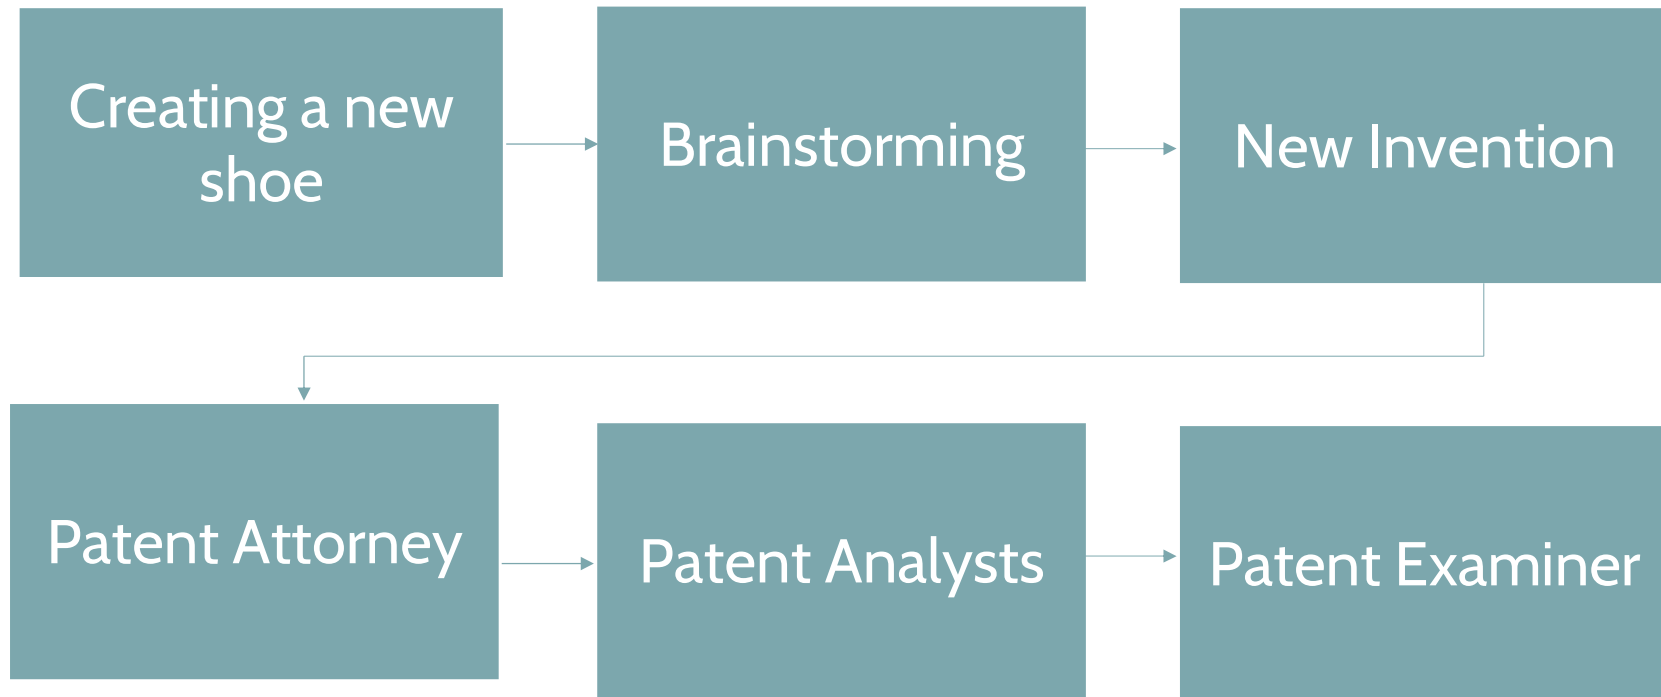 Creating a new
shoe
Brainstorming
New Invention
Patent Attorney
Patent Analysts
Patent Examiner